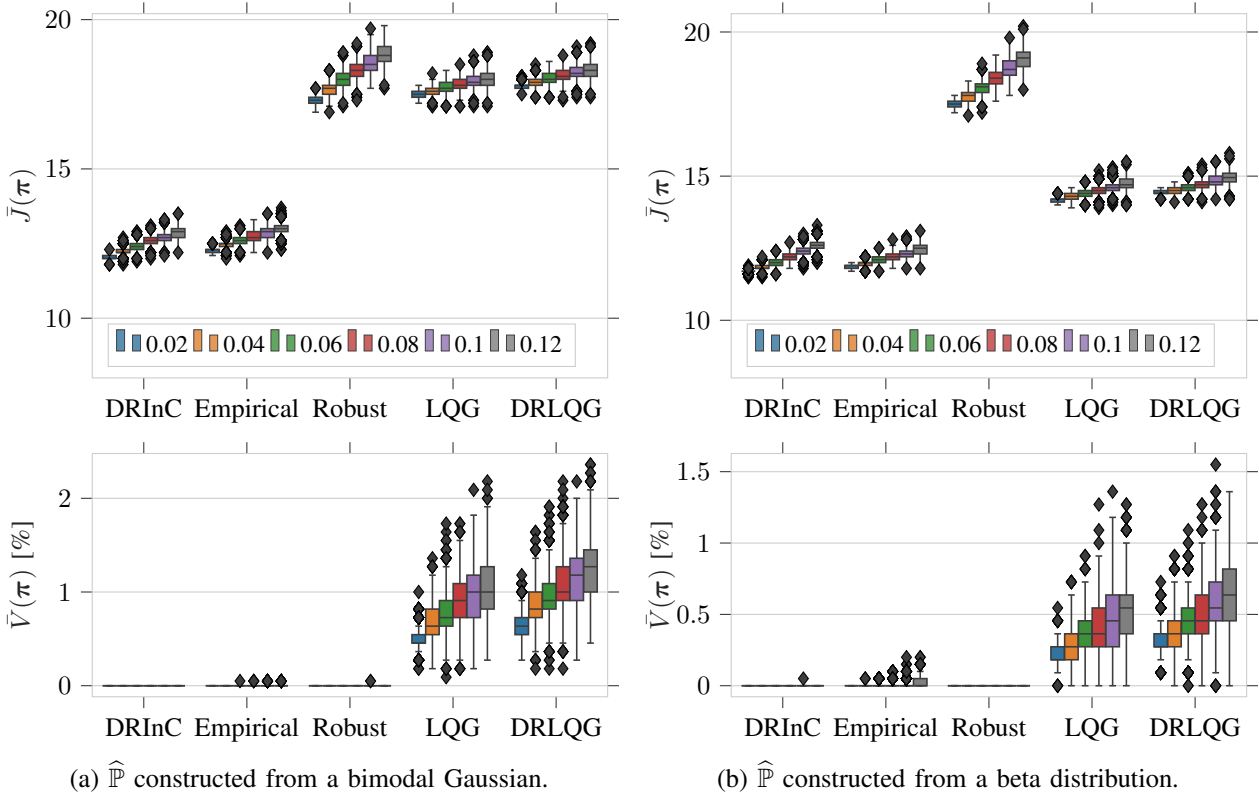 20
15
10
J̄(π)
0.02 0.04 0.06 0.08 0.1 0.12
DRInC Empirical Robust LQG DRLQG
2
1
0
V̄(π) [%]
DRInC Empirical Robust LQG DRLQG
(a) ℙ̂ constructed from a bimodal Gaussian.
20
15
10
J̄(π)
0.02 0.04 0.06 0.08 0.1 0.12
DRInC Empirical Robust LQG DRLQG
1.5
1
0.5
0
V̄(π) [%]
DRInC Empirical Robust LQG DRLQG
(b) ℙ̂ constructed from a beta distribution.